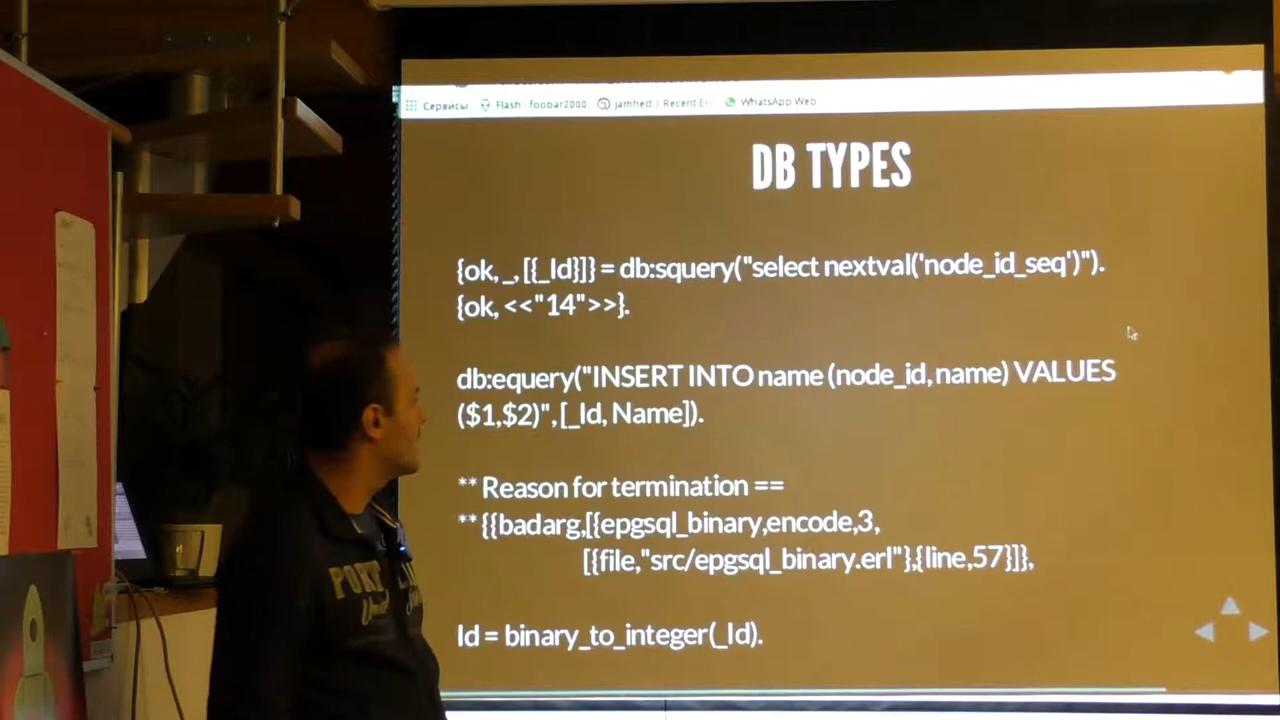 Сервисы Flash - foobar2000 jamhed | Recent En WhatsApp Web
DB TYPES
{ok, _, [{_Id}]} = db:squery("select nextval('node_id_seq')").
{ok, <<"14">>}.
db:equery("INSERT INTO name (node_id, name) VALUES
($1,$2)", [_Id, Name]).
** Reason for termination ==
** {{badarg,[{epgsql_binary,encode,3,
[{file,"src/epgsql_binary.erl"},{line,57}]},
Id = binary_to_integer(_Id).
PORT